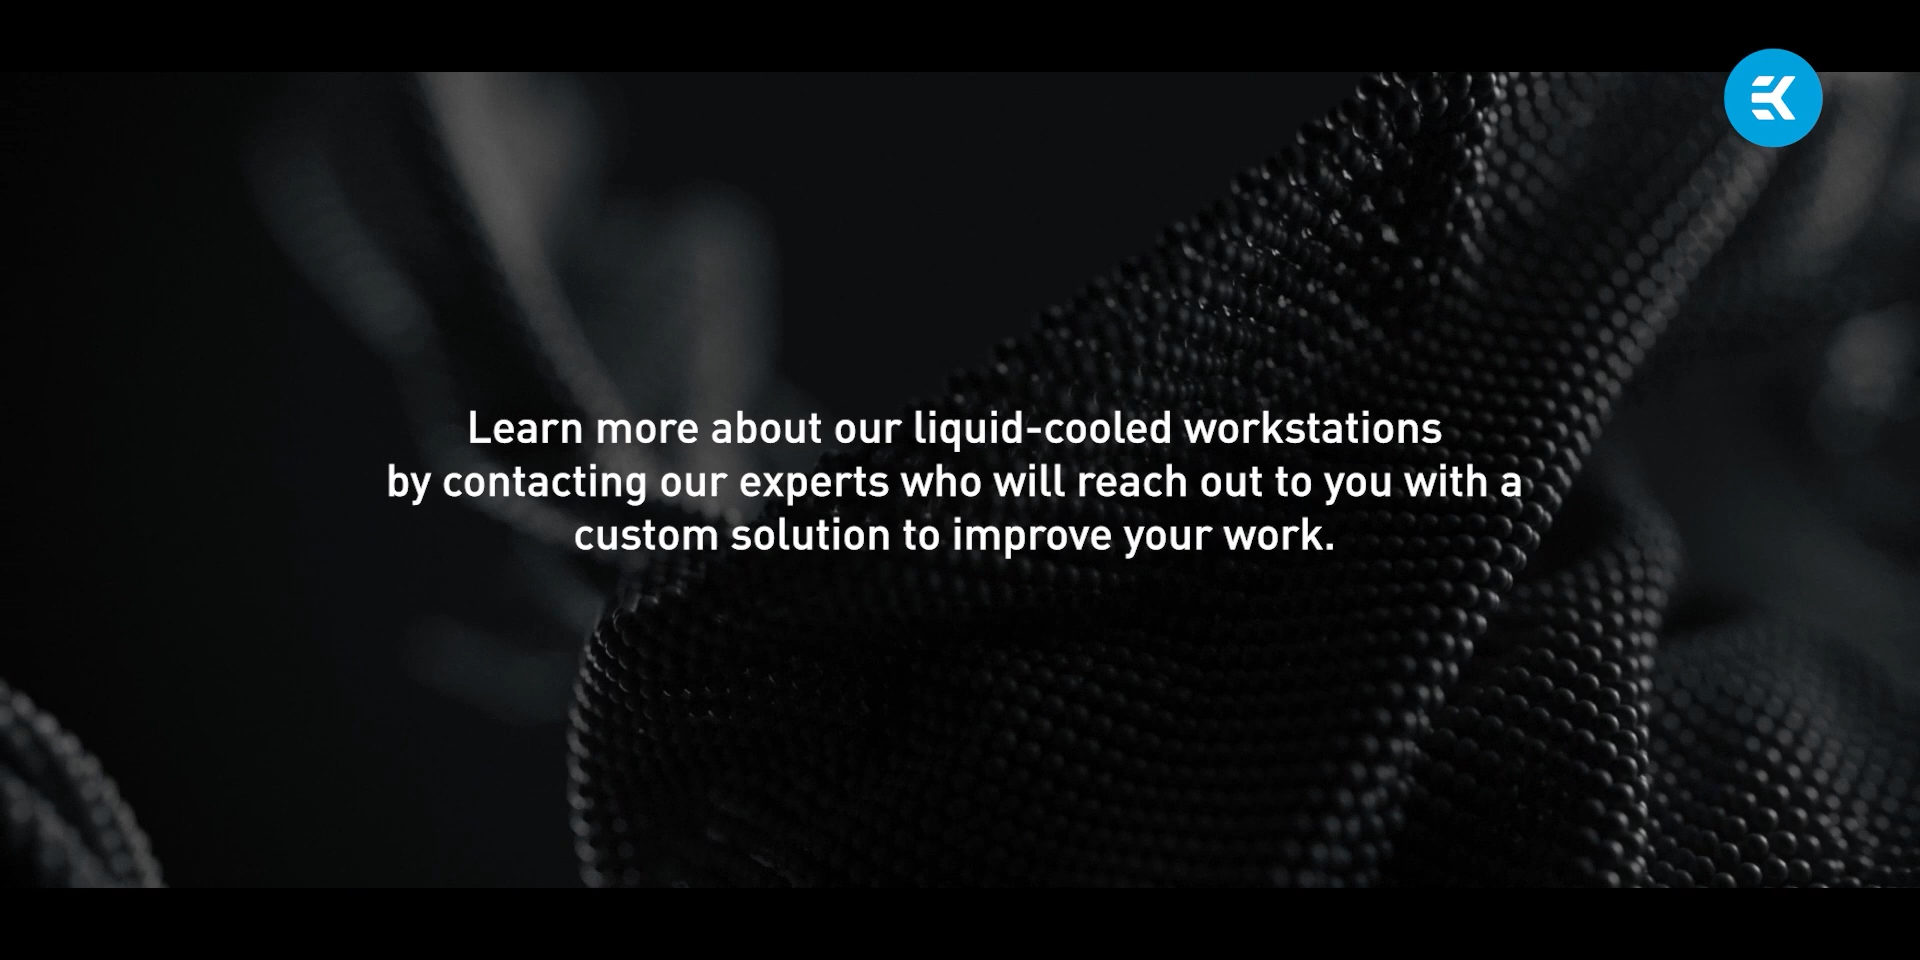 EK
Learn more about our liquid-cooled workstations
by contacting our experts who will reach out to you with a
custom solution to improve your work.